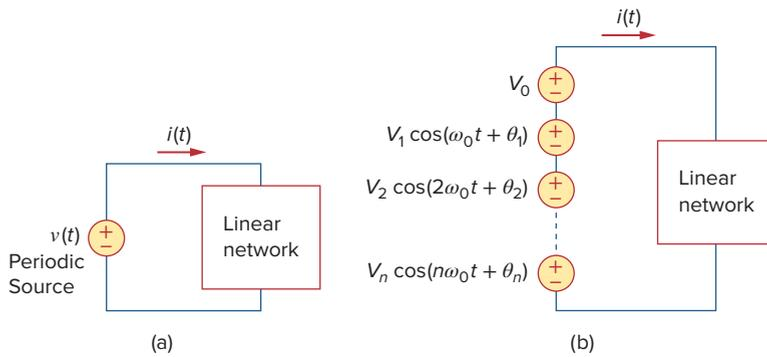 i(t)
v(t)
Periodic
Source
+
−
Linear
network
(a)
i(t)
V₀
+
−
V₁ cos(ω₀t + θ₁)
+
−
V₂ cos(2ω₀t + θ₂)
+
−
Vₙ cos(nω₀t + θₙ)
+
−
Linear
network
(b)